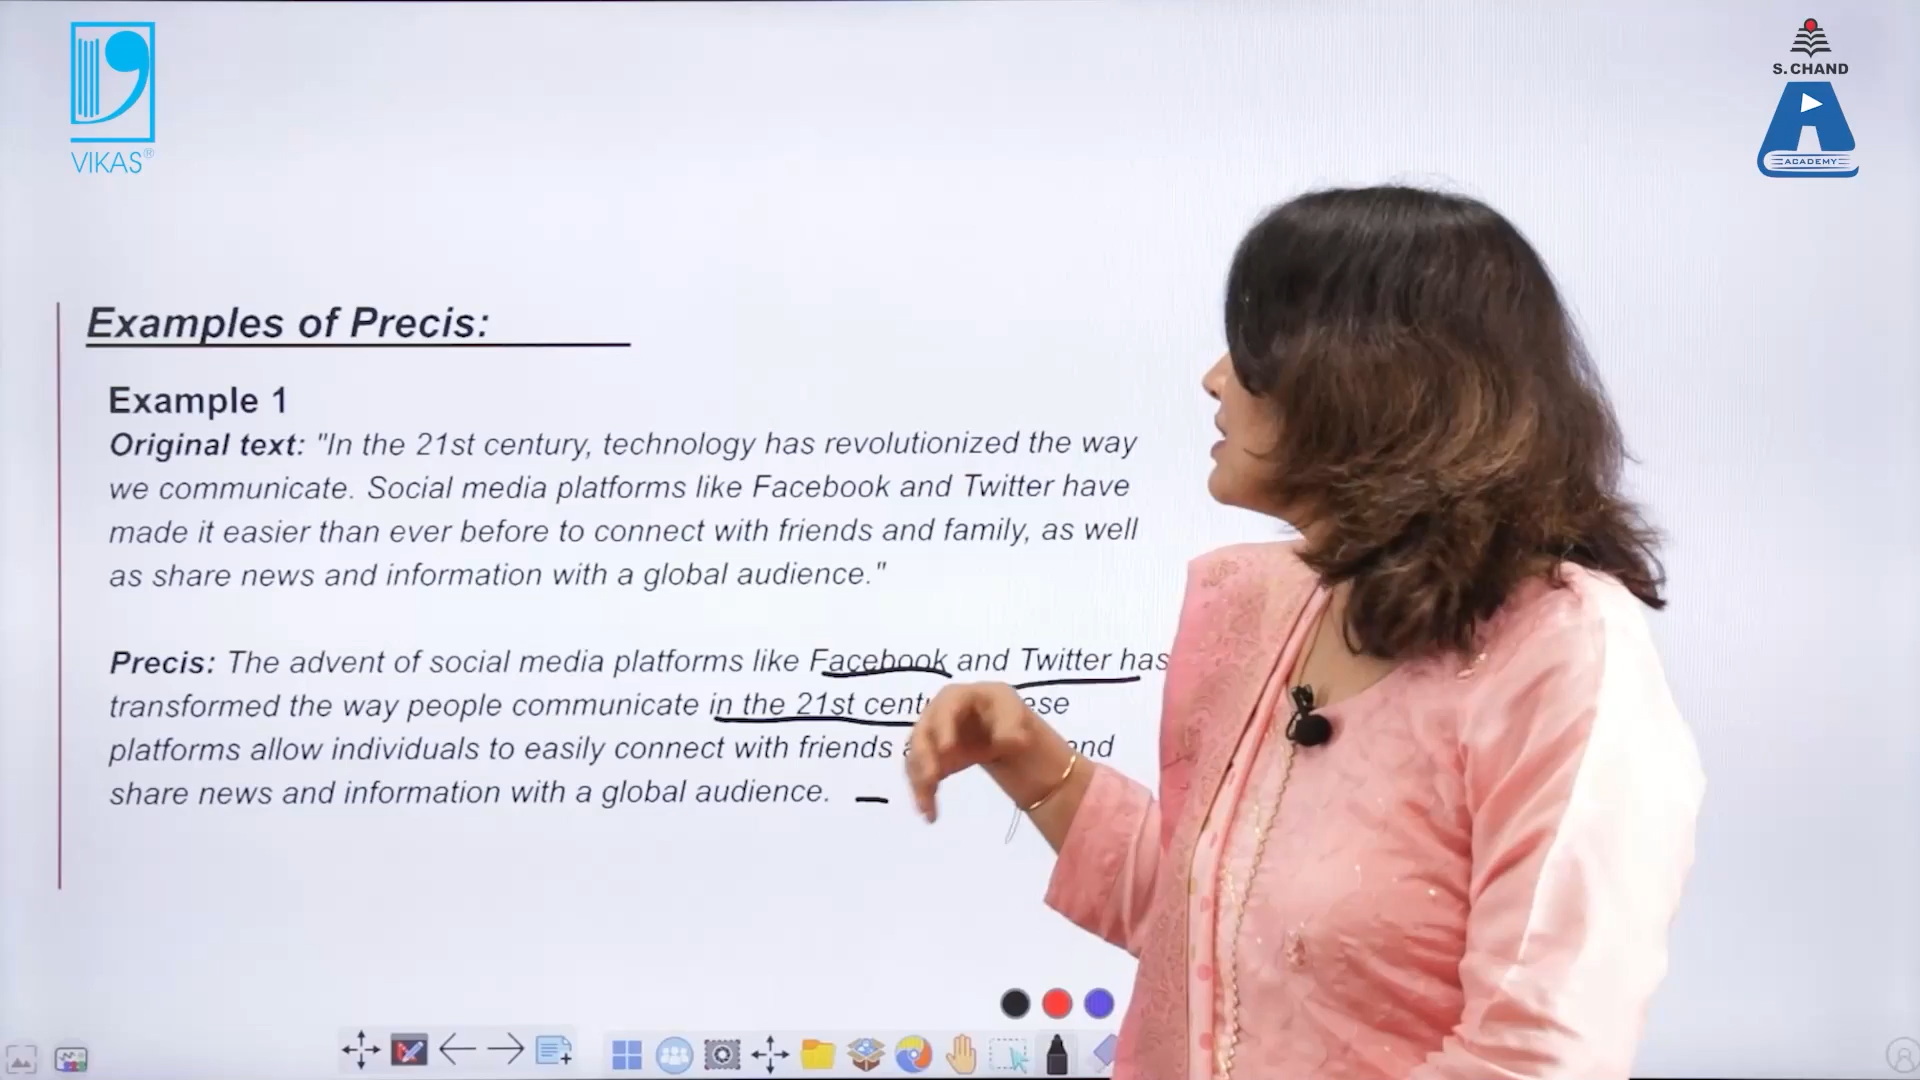 VIKAS®
S. CHAND
ACADEMY
Examples of Precis:
Example 1
Original text: "In the 21st century, technology has revolutionized the way
we communicate. Social media platforms like Facebook and Twitter have
made it easier than ever before to connect with friends and family, as well
as share news and information with a global audience."
Precis: The advent of social media platforms like Facebook and Twitter has
transformed the way people communicate in the 21st
platforms allow individuals to easily connect with friends
share news and information with a global audience.